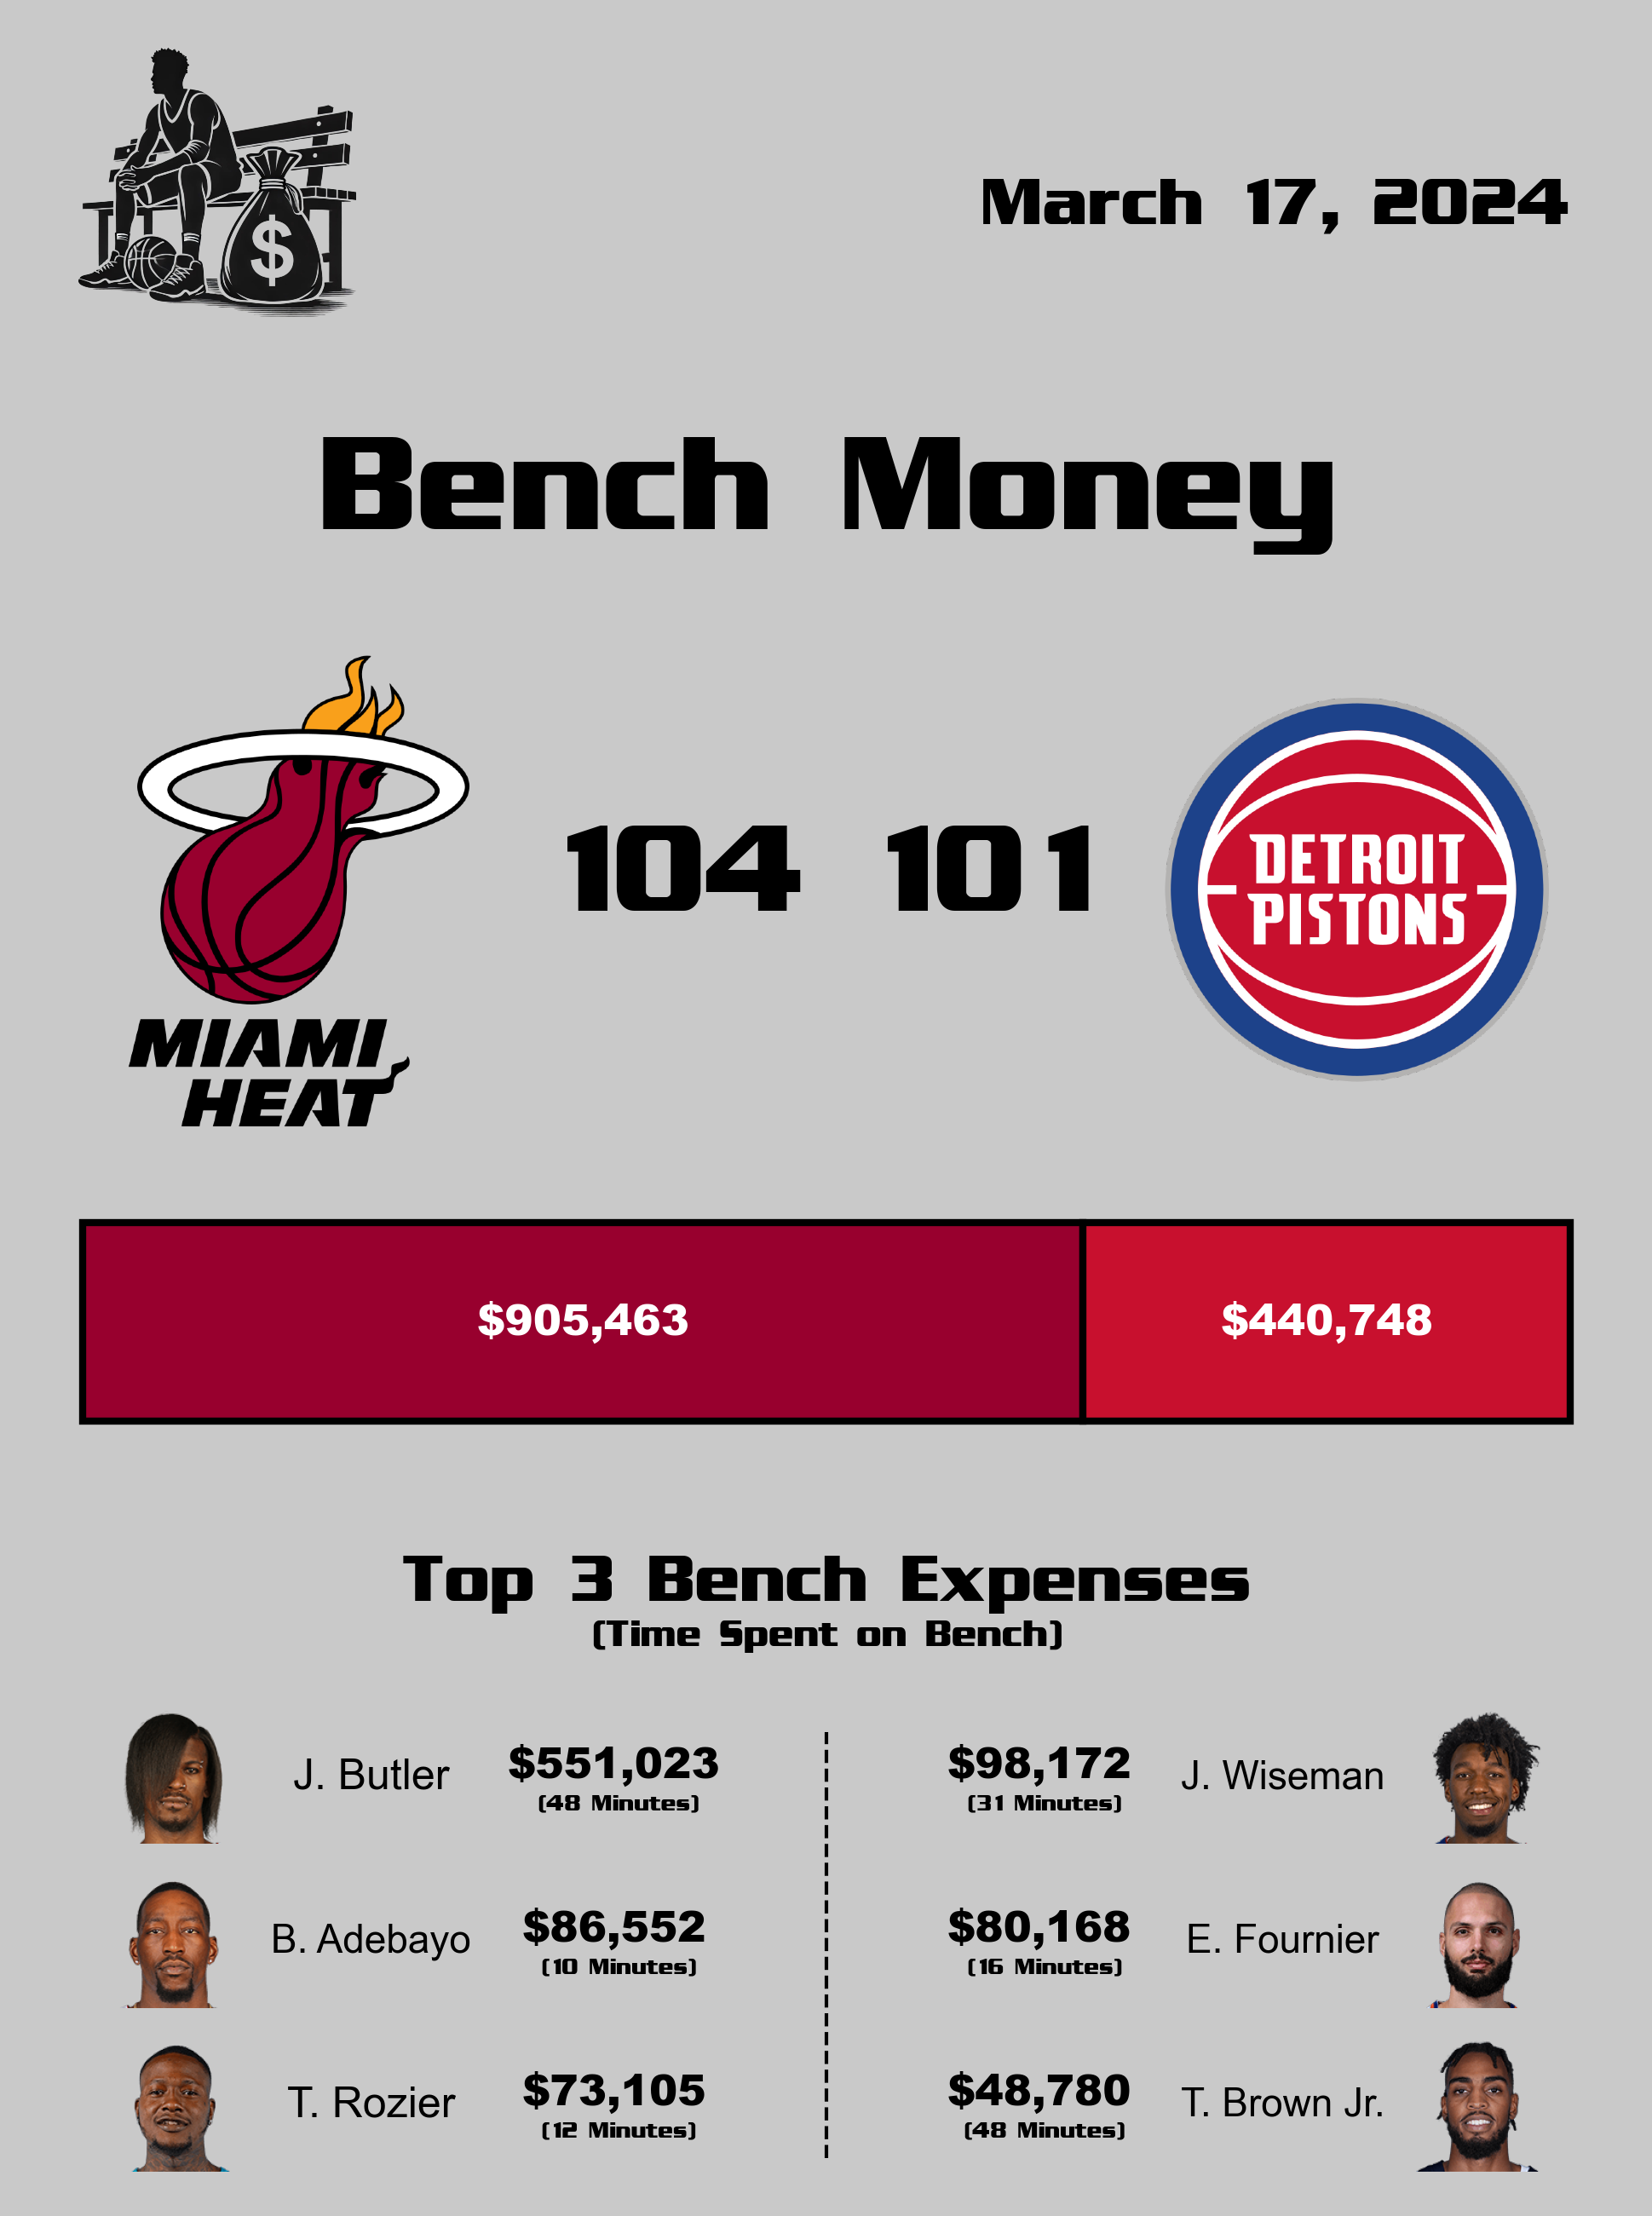 $
March 17, 2024
Bench Money
MIAMI
HEAT
104 101
DETROIT
PISTONS
$905,463 $440,748
Top 3 Bench Expenses
(Time Spent on Bench)
J. Butler $551,023 $98,172 J. Wiseman
(48 Minutes) (31 Minutes)
B. Adebayo $86,552 $80,168 E. Fournier
(10 Minutes) (16 Minutes)
T. Rozier $73,105 $48,780 T. Brown Jr.
(12 Minutes) (48 Minutes)